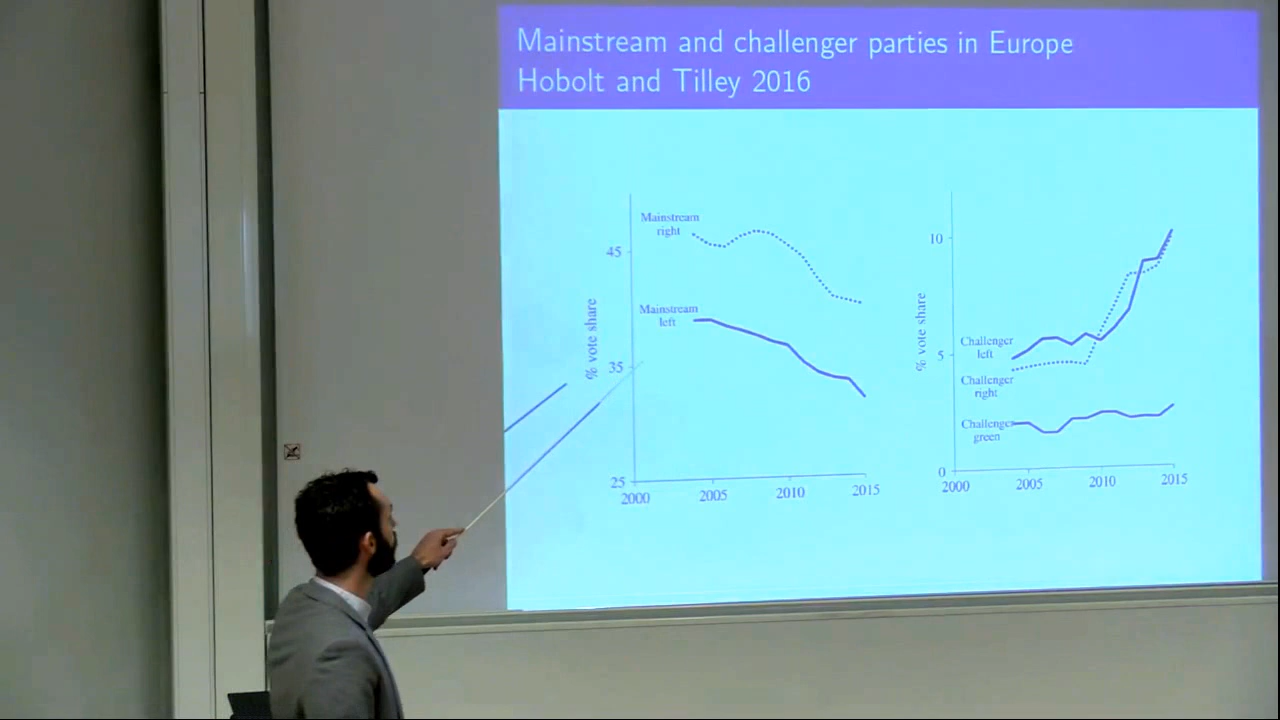 Mainstream and challenger parties in Europe
Hobolt and Tilley 2016
Mainstream
right
45
Mainstream
left
% vote share
35
25
2000
2005
2010
2015
10
% vote share
Challenger
left
5
Challenger
right
Challenger
green
0
2000
2005
2010
2015